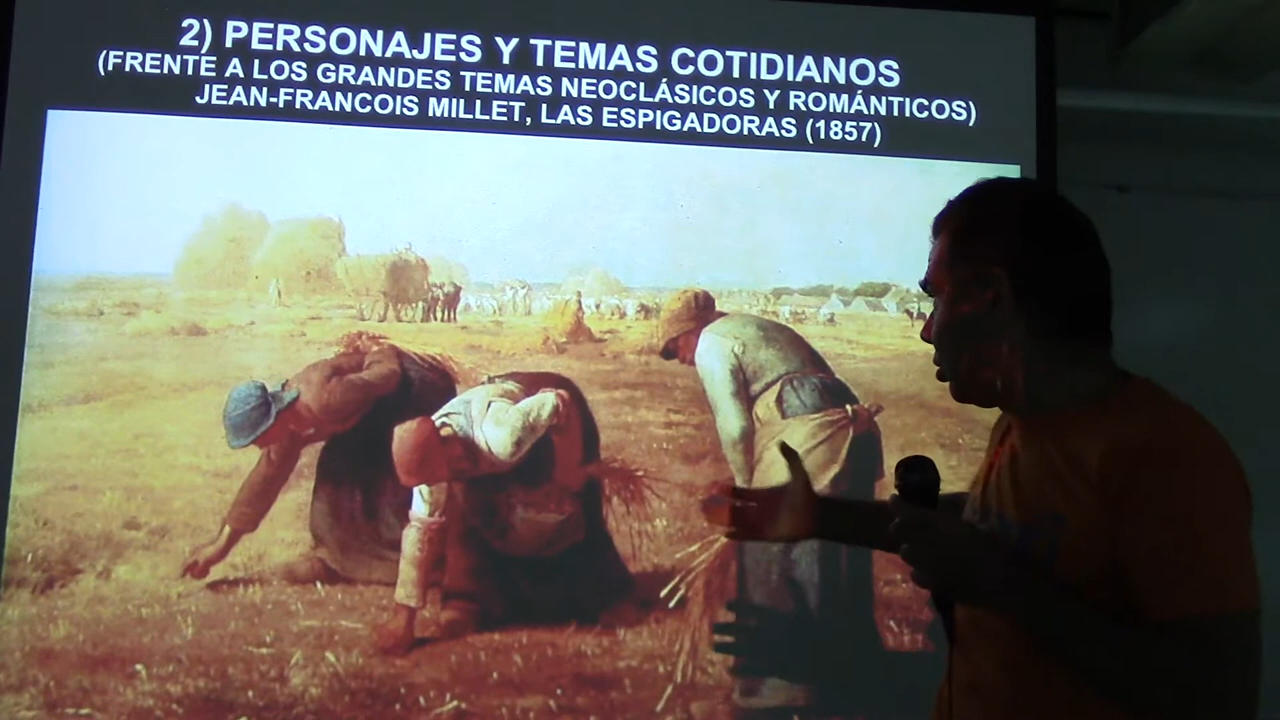 2) PERSONAJES Y TEMAS COTIDIANOS
(FRENTE A LOS GRANDES TEMAS NEOCLÁSICOS Y ROMÁNTICOS)
JEAN-FRANCOIS MILLET, LAS ESPIGADORAS (1857)